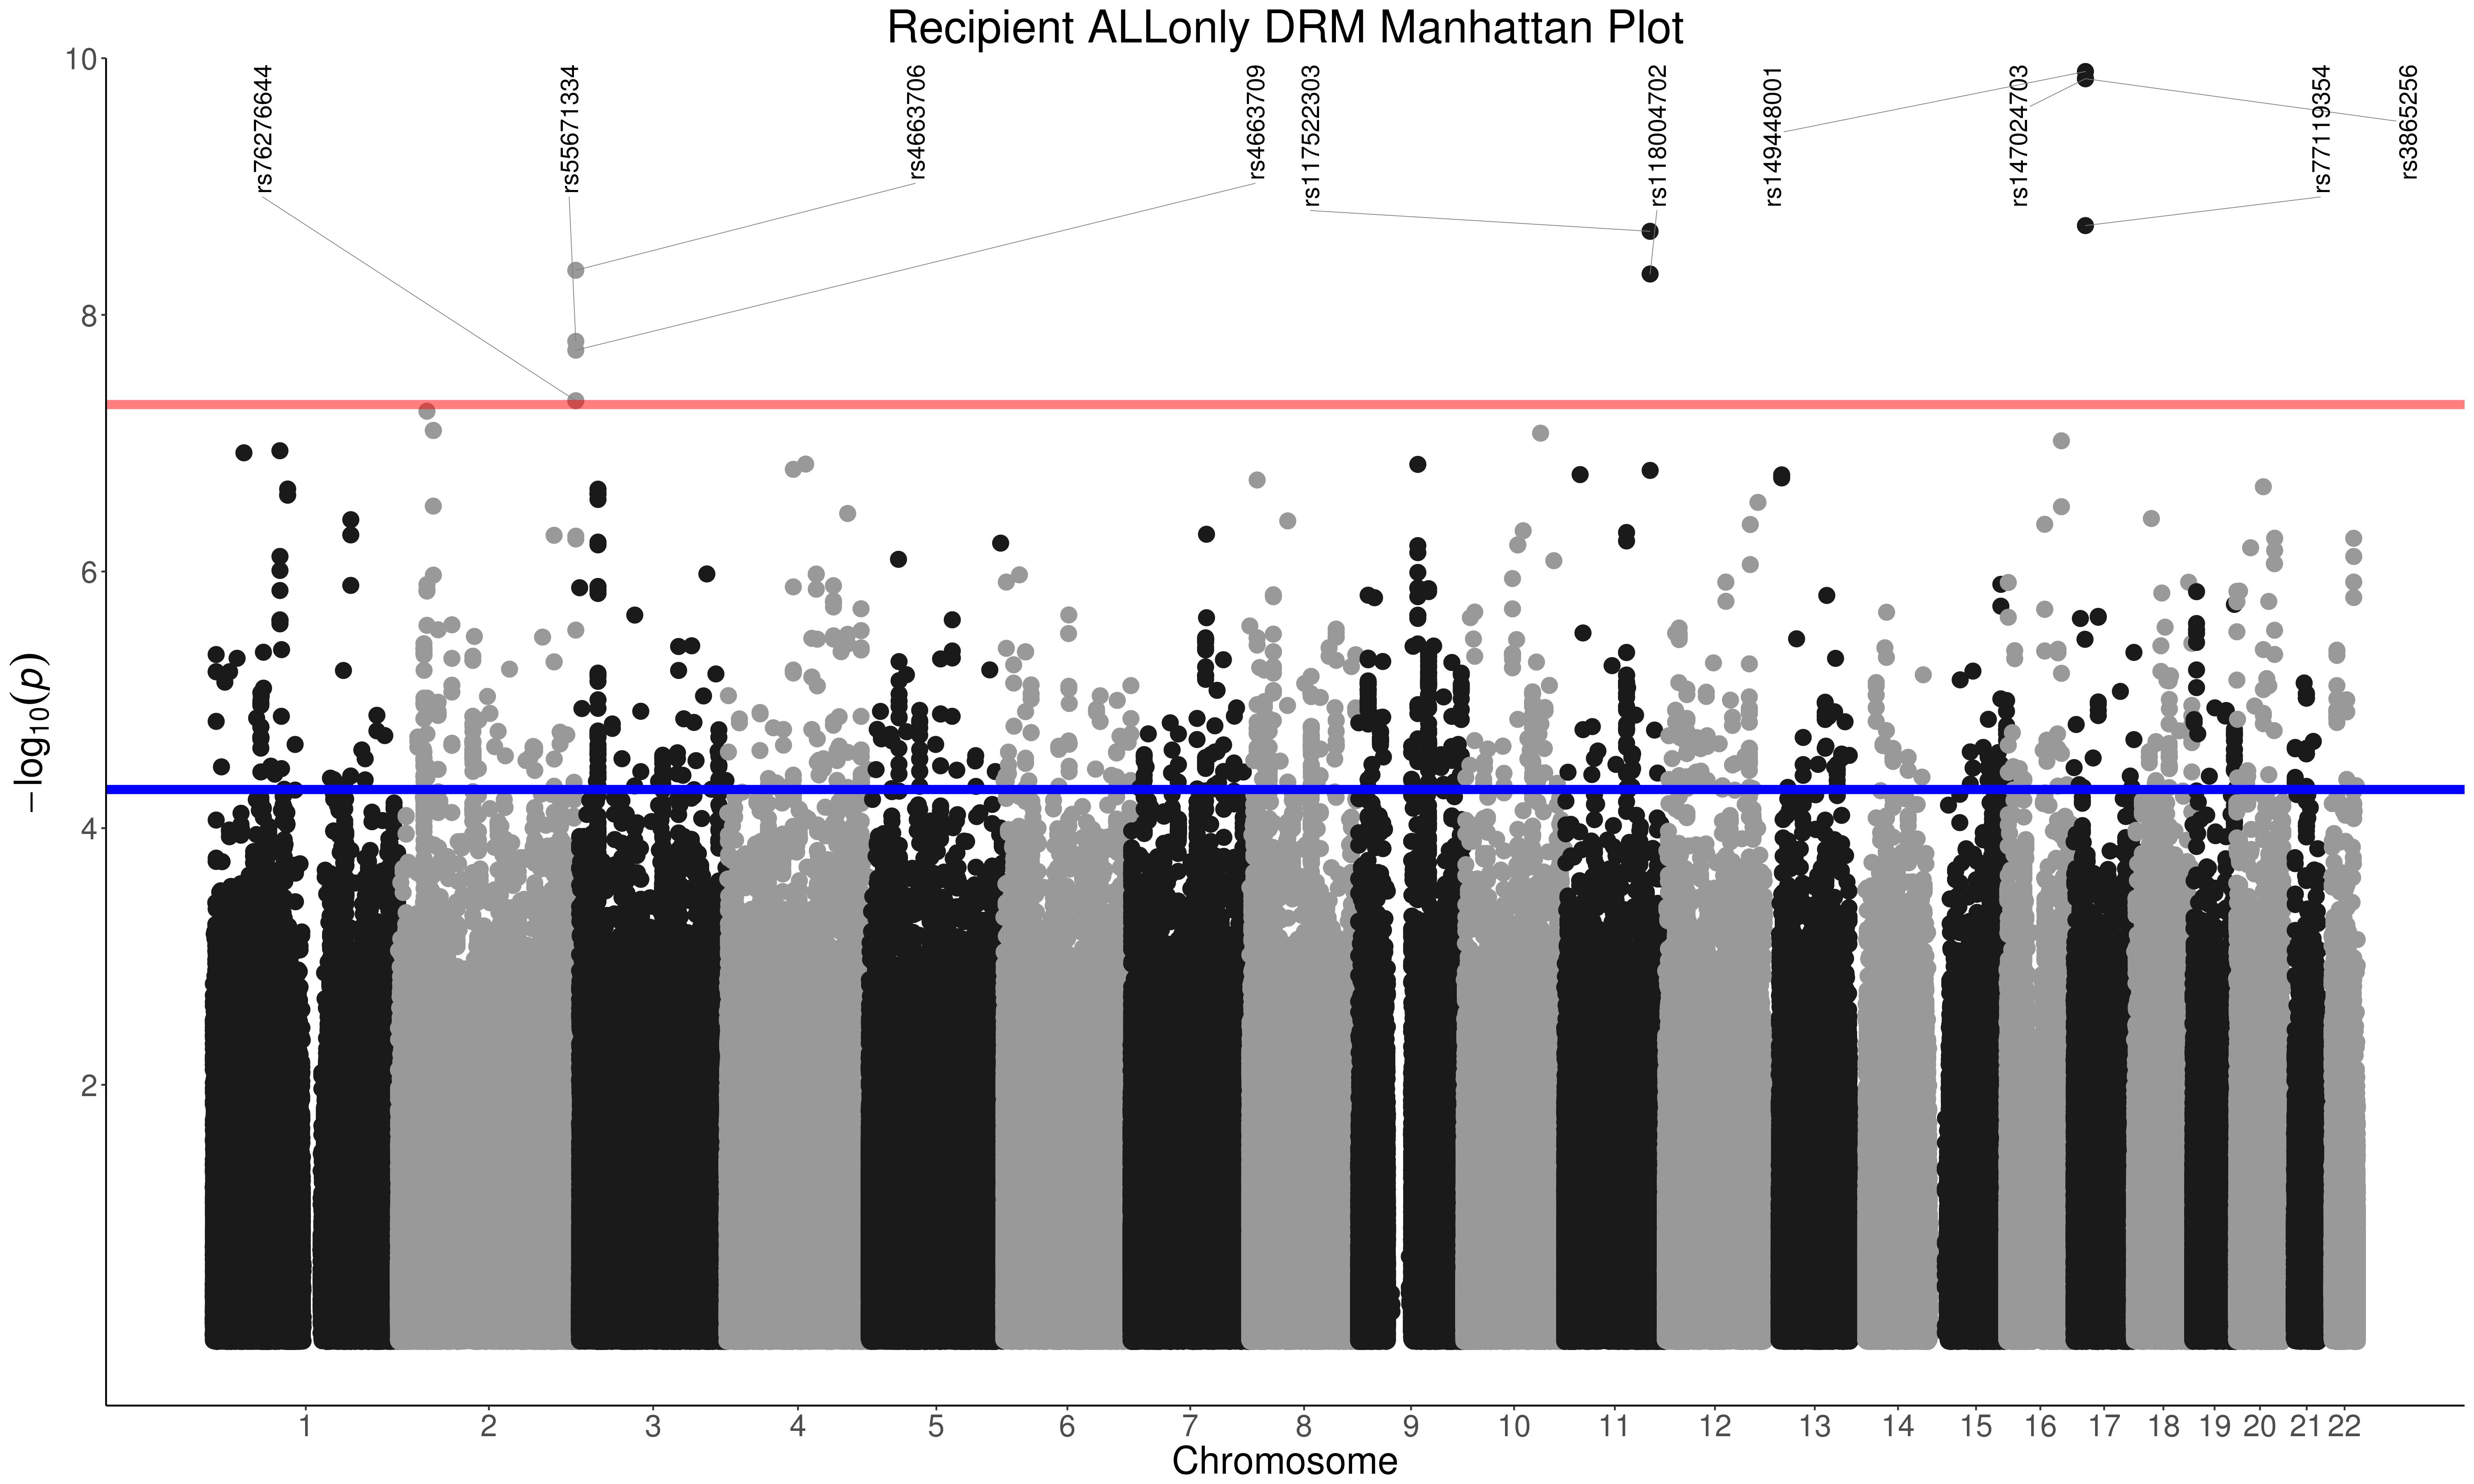 Recipient ALLonly DRM Manhattan Plot
10
8
6
4
2
−log10(p)
rs76276644
rs55671334
rs4663706
rs4663709
rs117522303
rs118004702
rs149448001
rs147024703
rs77119354
rs3865256
1 2 3 4 5 6 7 8 9 10 11 12 13 14 15 16 17 18 19 20 21 22
Chromosome